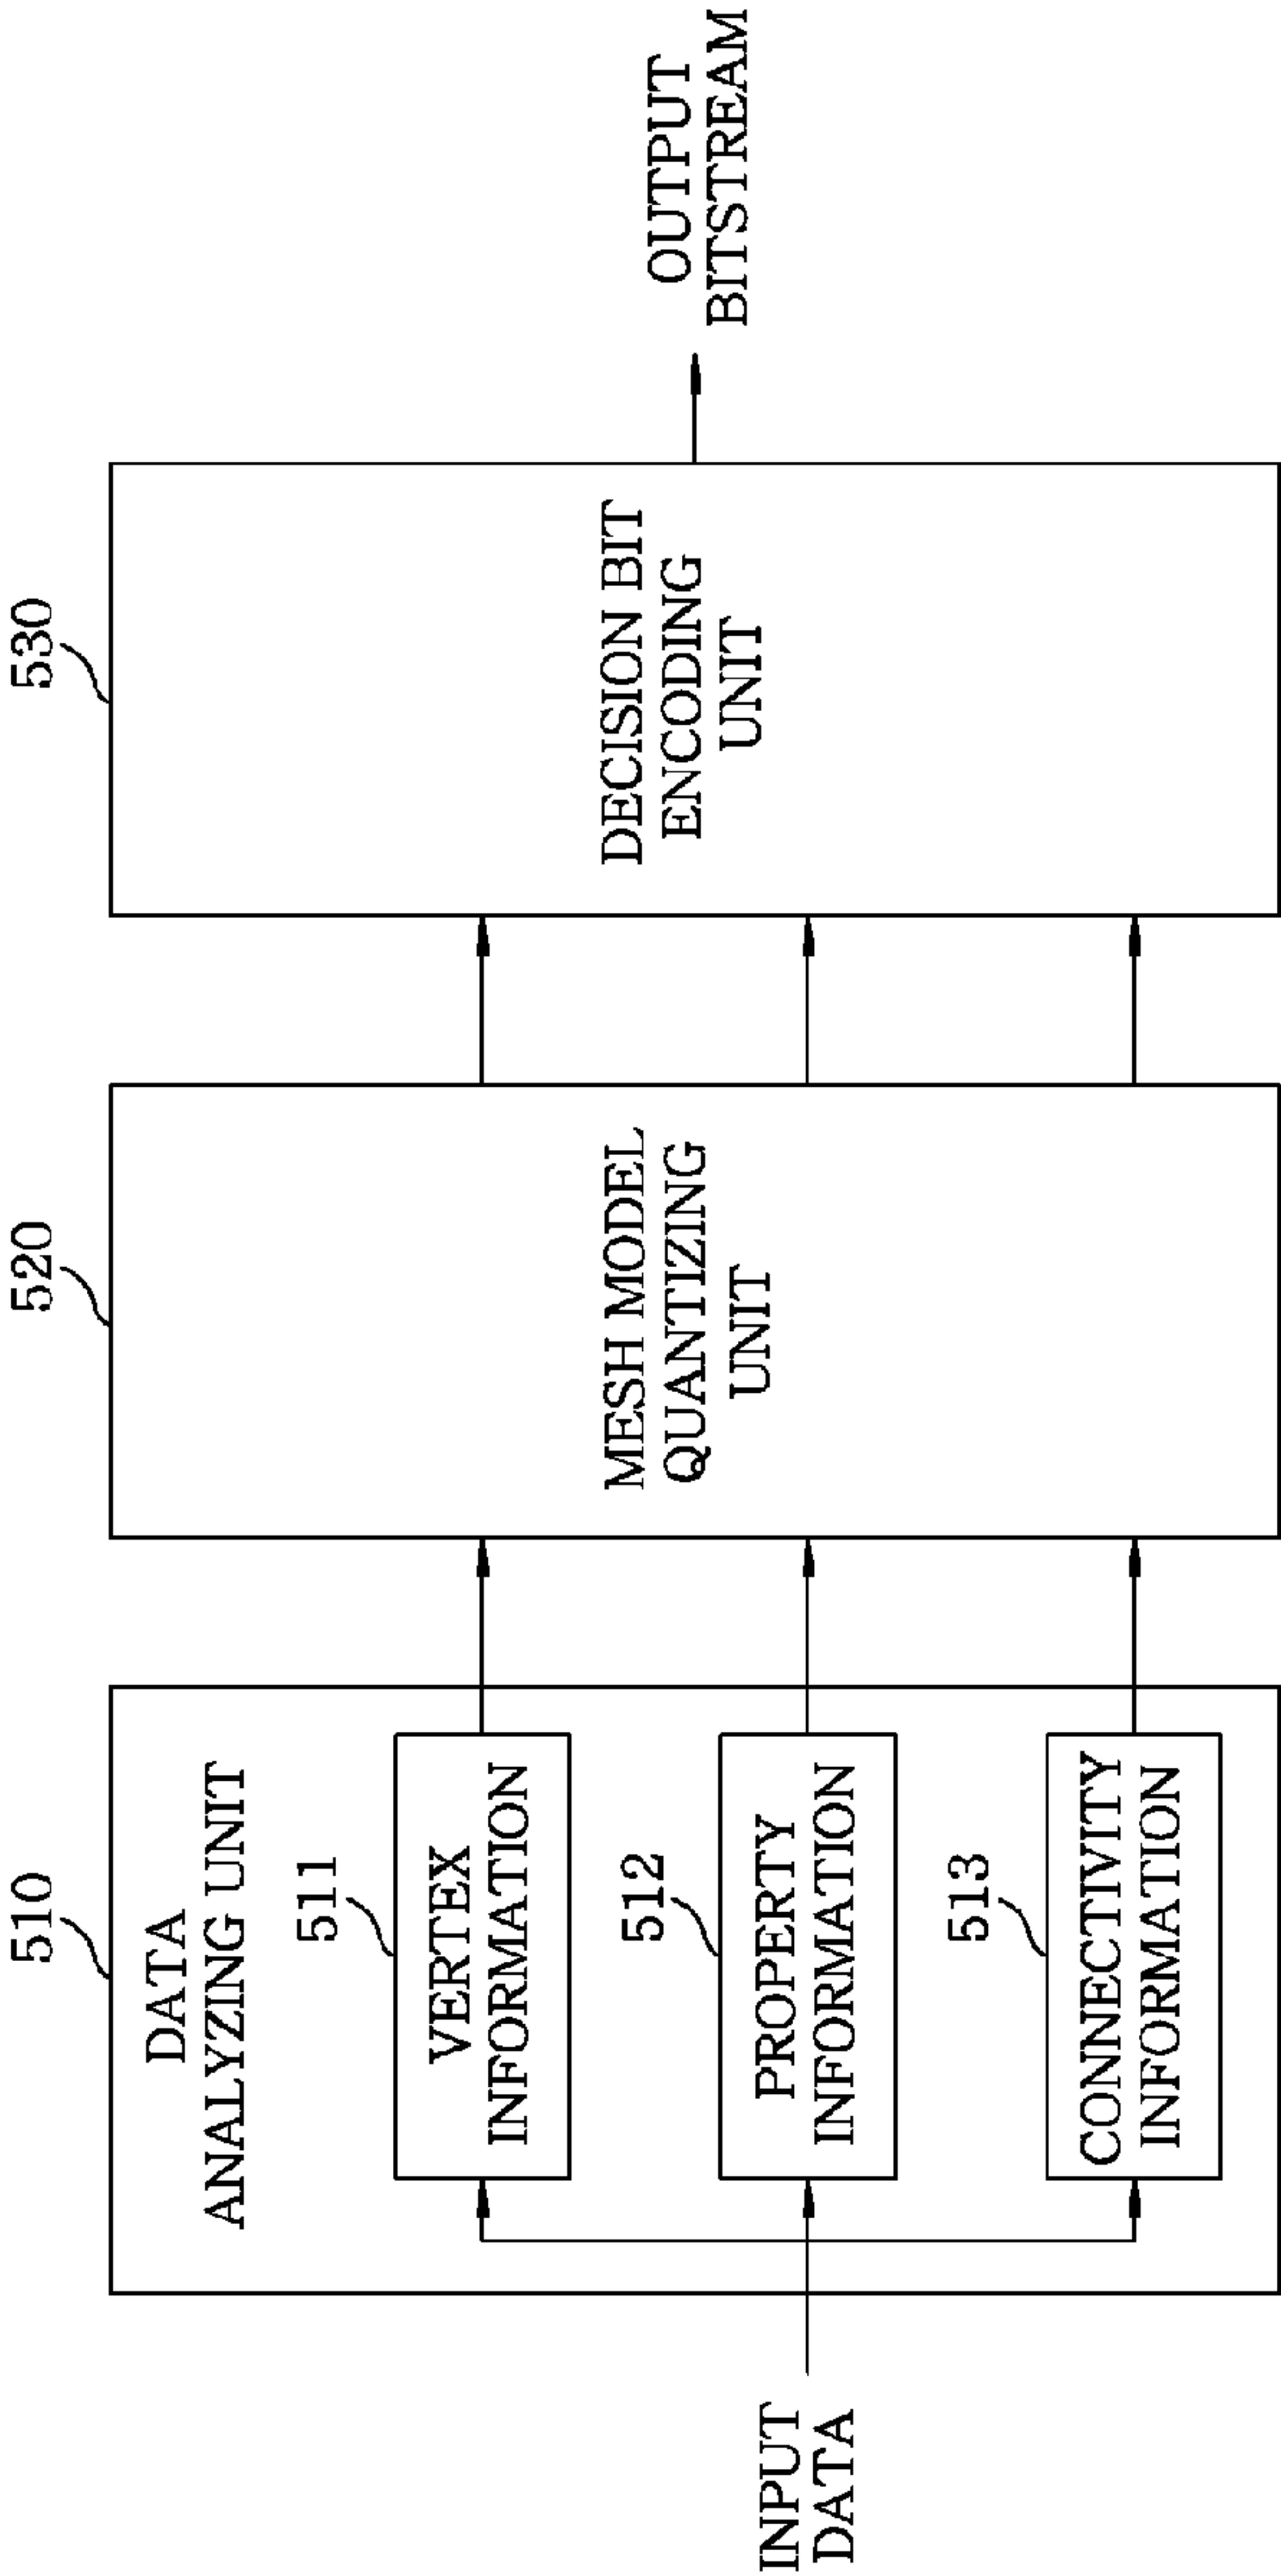 510
DATA
ANALYZING UNIT
511
VERTEX
INFORMATION
512
PROPERTY
INFORMATION
513
CONNECTIVITY
INFORMATION
INPUT
DATA
520
MESH MODEL
QUANTIZING
UNIT
530
DECISION BIT
ENCODING
UNIT
OUTPUT
BITSTREAM